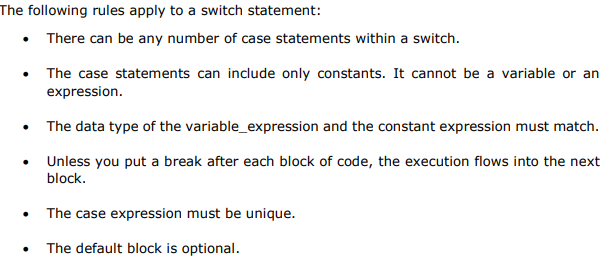 The following rules apply to a switch statement:
• There can be any number of case statements within a switch.
• The case statements can include only constants. It cannot be a variable or an
expression.
• The data type of the variable_expression and the constant expression must match.
• Unless you put a break after each block of code, the execution flows into the next
block.
• The case expression must be unique.
• The default block is optional.